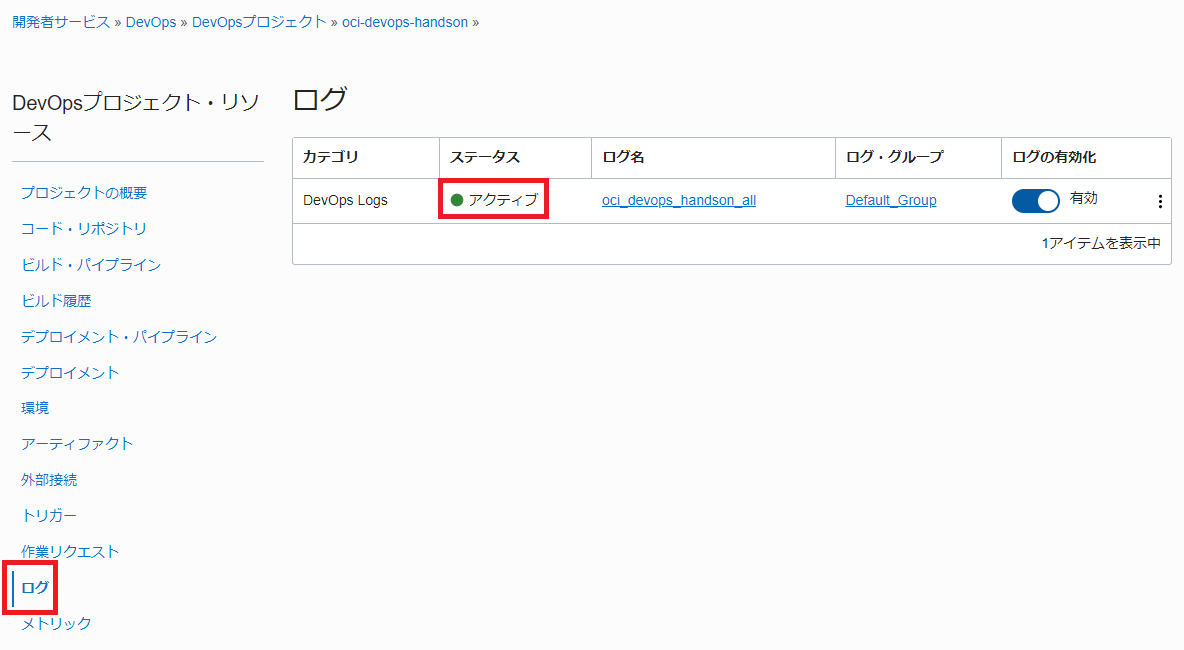 開発者サービス » DevOps » DevOpsプロジェクト » oci-devops-handson »
DevOpsプロジェクト・リソ
ース
プロジェクトの概要
コード・リポジトリ
ビルド・パイプライン
ビルド履歴
デプロイメント・パイプライン
デプロイメント
環境
アーティファクト
外部接続
トリガー
作業リクエスト
ログ
メトリック
ログ
カテゴリ ステータス ログ名 ログ・グループ ログの有効化
DevOps Logs アクティブ oci_devops_handson_all Default_Group 有効
1アイテムを表示中